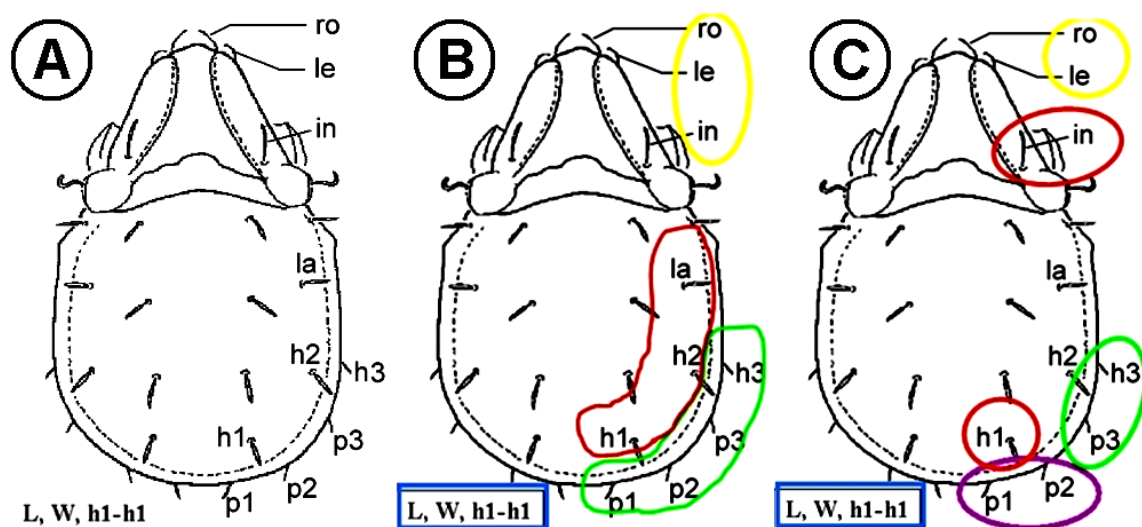 A
ro
le
in
la
h2
h3
p3
h1
p2
p1
L, W, h1-h1
B
ro
le
in
la
h2
h3
p3
h1
p2
p1
L, W, h1-h1
C
ro
le
in
la
h2
h3
p3
h1
p2
p1
L, W, h1-h1